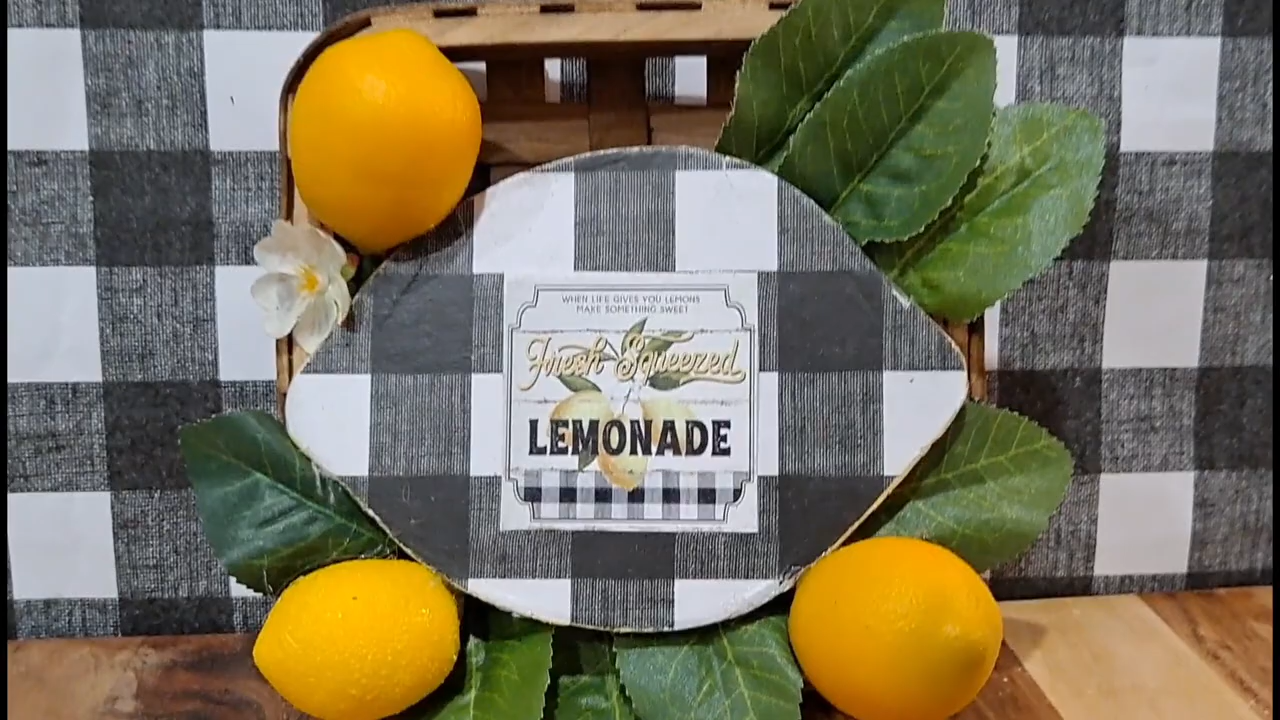 WHEN LIFE GIVES YOU LEMONS
MAKE SOMETHING SWEET
Fresh Squeezed
LEMONADE